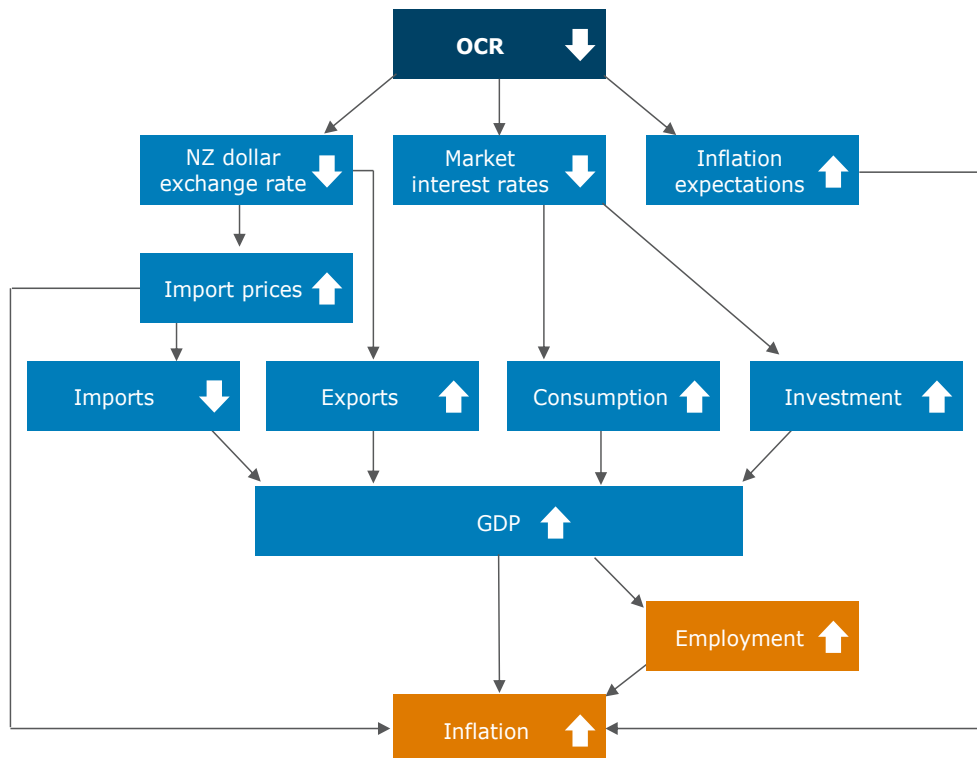 OCR
NZ dollar
exchange rate
Market
interest rates
Inflation
expectations
Import prices
Imports
Exports
Consumption
Investment
GDP
Employment
Inflation